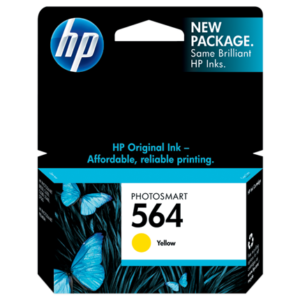 hp
NEW
PACKAGE.
Same Brilliant
HP Inks.
HP Original Ink –
Affordable, reliable printing.
PHOTOSMART
564
Yellow